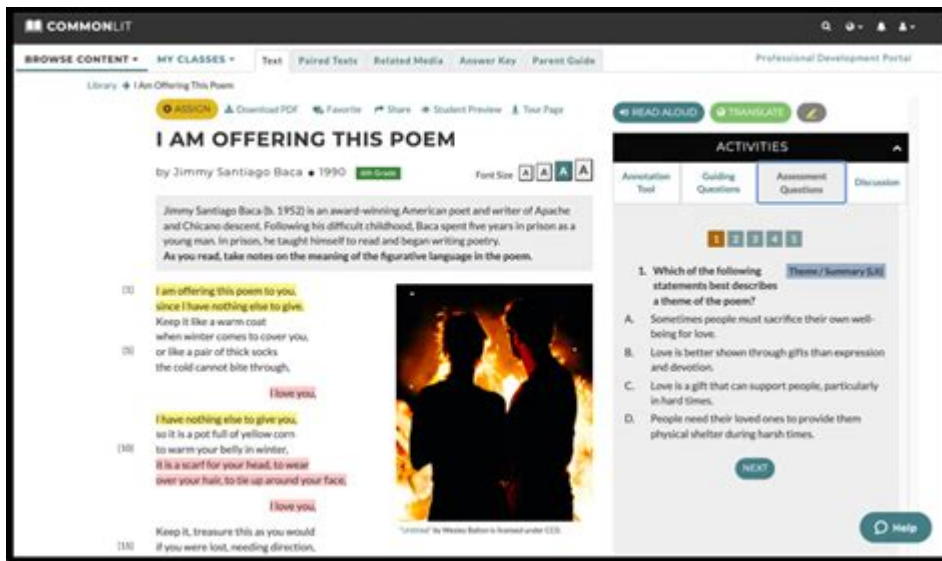 COMMONLIT
BROWSE CONTENT MY CLASSES Text Paired Texts Related Media Answer Key Parent Guide Professional Development Portal
Library I Am Offering This Poem
ASSIGN Download PDF Favorite Share Student Preview Tour Page
I AM OFFERING THIS POEM
by Jimmy Santiago Baca • 1990 6th Grade Font Size A A A A
Jimmy Santiago Baca (b. 1952) is an award-winning American poet and writer of Apache
and Chicano descent. Following his difficult childhood, Baca spent five years in prison as a
young man. In prison, he taught himself to read and began writing poetry.
As you read, take notes on the meaning of the figurative language in the poem.
[1] I am offering this poem to you,
since I have nothing else to give.
Keep it like a warm coat
when winter comes to cover you,
[5] or like a pair of thick socks
the cold cannot bite through,
I love you,
I have nothing else to give you,
so it is a pot full of yellow corn
[10] to warm your belly in winter,
it is a scarf for your head, to wear
over your hair, to tie up around your face,
I love you,
Keep it, treasure this as you would
[15] if you were lost, needing direction,
"Untitled" by Wesley Balten is licensed under CC0.
READ ALOUD TRANSLATE
ACTIVITIES
Annotation Tool
Guiding Questions
Assessment Questions
Discussion
1 2 3 4 5
1. Which of the following Theme / Summary (Lit)
statements best describes
a theme of the poem?
A. Sometimes people must sacrifice their own well-
being for love.
B. Love is better shown through gifts than expression
and devotion.
C. Love is a gift that can support people, particularly
in hard times.
D. People need their loved ones to provide them
physical shelter during harsh times.
NEXT
Help